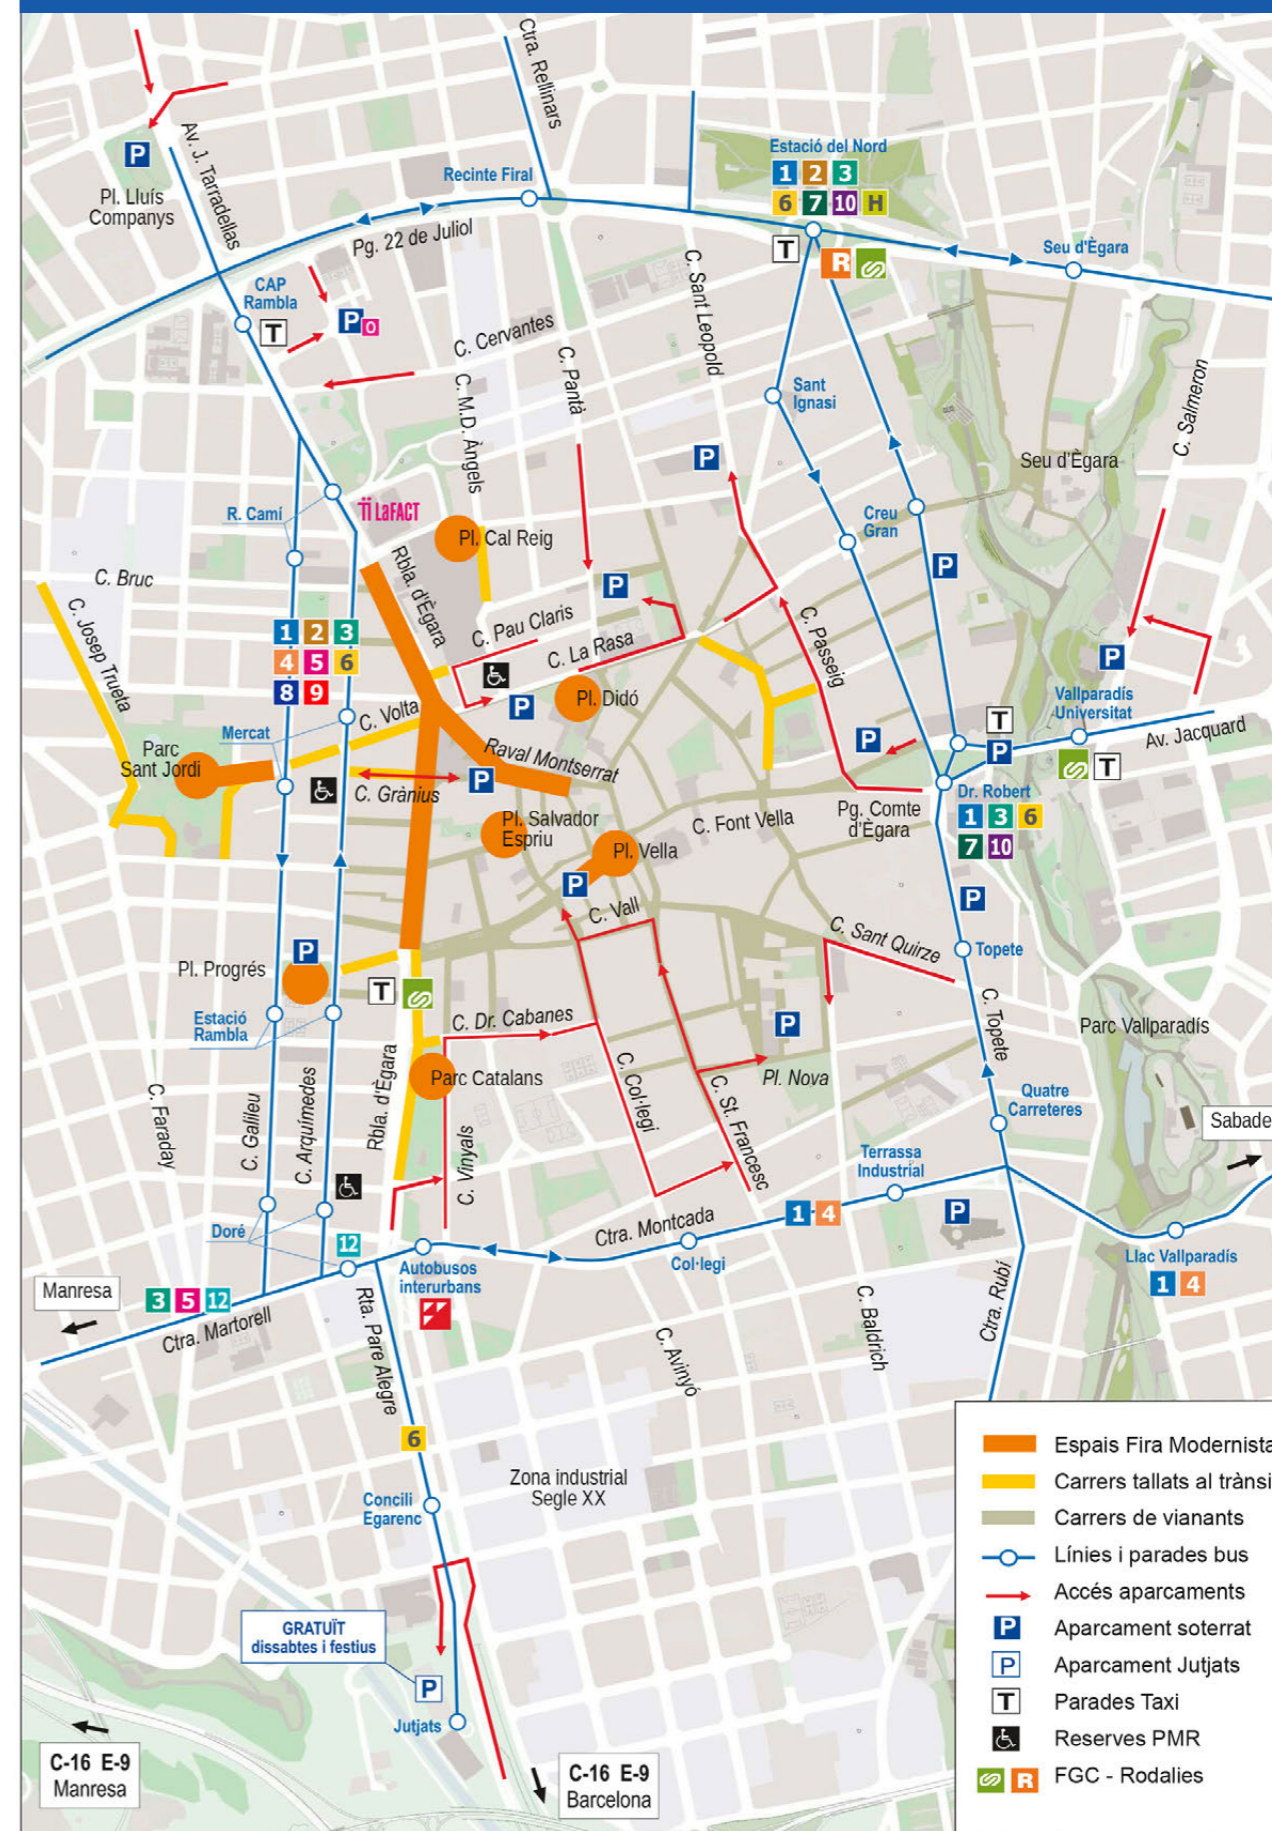 Ctra. Rellinars
Av. J. Tarradellas
P
Pl. Lluís
Companys
Recinte Firal
Estació del Nord
1 2 3
6 7 10 H
Pg. 22 de Juliol
T
R
Seu d'Ègara
CAP
Rambla
T
P O
C. Cervantes
C. Sant Leopold
C. Pantà
C. M.D. Àngels
Sant
Ignasi
C. Salmeron
P
Seu d'Ègara
R. Camí
LaFACT
Creu
Gran
Pl. Cal Reig
Rbla. d'Ègara
P
C. Bruc
C. Josep Trueta
P
C. Pau Claris
C. La Rasa
C. Passeig
1 2 3
4 5 6
8 9
P
Pl. Didó
P
Vallparadís
Universitat
T
Mercat
C. Volta
P
P
T
Av. Jacquard
Parc
Sant Jordi
Raval Montserrat
P
C. Grànius
Dr. Robert
1 3 6
7 10
Pl. Salvador
Espriu
C. Font Vella
Pg. Comte
d'Ègara
Pl. Vella
P
P
C. Vall
C. Sant Quirze
Topete
Pl. Progrés
P
T
Estació
Rambla
C. Dr. Cabanes
P
C. Topete
Parc Vallparadís
Rbla. d'Ègara
Parc Catalans
Pl. Nova
C. Faraday
C. Galileu
C. Arquímedes
C. Vinyals
C. Col·legi
C. St. Francesc
Quatre
Carreteres
Sabade
Terrassa
Industrial
Doré
12
1 4
P
Ctra. Montcada
Autobusos
interurbans
Col·legi
Llac Vallparadís
1 4
Manresa
3 5 12
Ctra. Martorell
Rta. Pare Alegre
C. Avinyó
C. Baldrich
Ctra. Rubí
6
Zona industrial
Segle XX
Concili
Egarenc
GRATUÏT
dissabtes i festius
P
Jutjats
C-16 E-9
Manresa
C-16 E-9
Barcelona
Espais Fira Modernista
Carrers tallats al trànsi
Carrers de vianants
Línies i parades bus
Accés aparcaments
P Aparcament soterrat
P Aparcament Jutjats
T Parades Taxi
Reserves PMR
R FGC - Rodalies